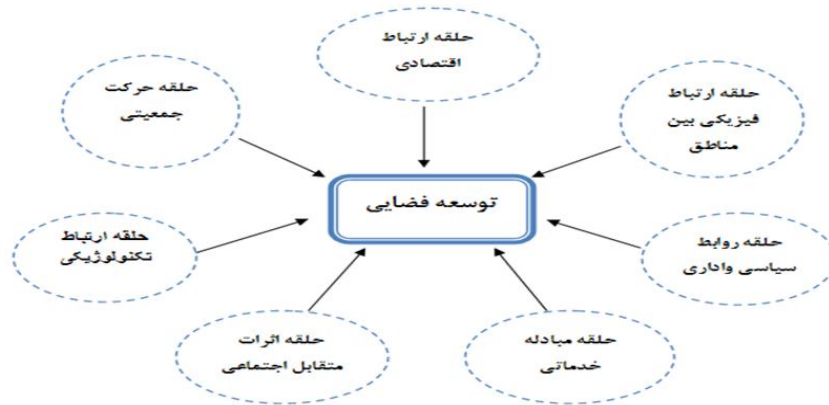 حلقه ارتباط
اقتصادی
حلقه ارتباط
فیزیکی بین
مناطق
حلقه حرکت
جمعیتی
توسعه فضایی
حلقه روابط
سیاسی واداری
حلقه ارتباط
تکنولوژیکی
حلقه مبادله
خدماتی
حلقه اثرات
متقابل اجتماعی